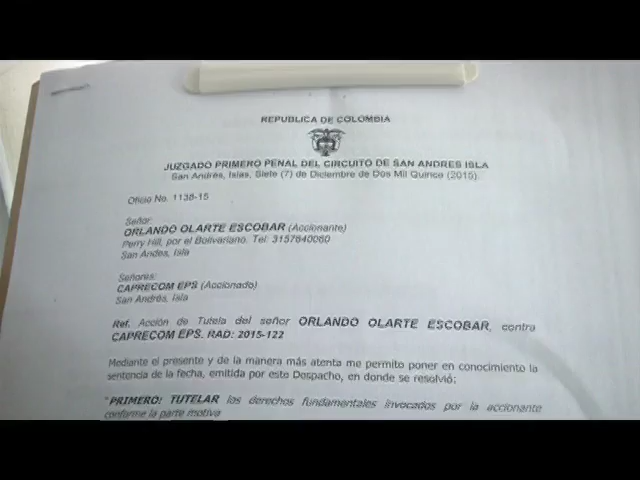 REPUBLICA DE COLOMBIA
JUZGADO PRIMERO PENAL DEL CIRCUITO DE SAN ANDRES ISLA
San Andrés, Islas, Siete (7) de Diciembre de Dos Mil Quince (2015).
Oficio No. 1138-15
Señor:
ORLANDO OLARTE ESCOBAR (Accionante)
Perry Hill, por el Bolivariano. Tel: 3157640060
San Andes, Isla
Señores:
CAPRECOM EPS (Accionado)
San Andrés, Isla
Ref. Acción de Tutela del señor ORLANDO OLARTE ESCOBAR, contra
CAPRECOM EPS. RAD: 2015-122
Mediante el presente y de la manera más atenta me permito poner en conocimiento la
sentencia de la fecha, emitida por este Despacho, en donde se resolvió:
"PRIMERO: TUTELAR los derechos fundamentales invocados por la accionante
conforme la parte motiva